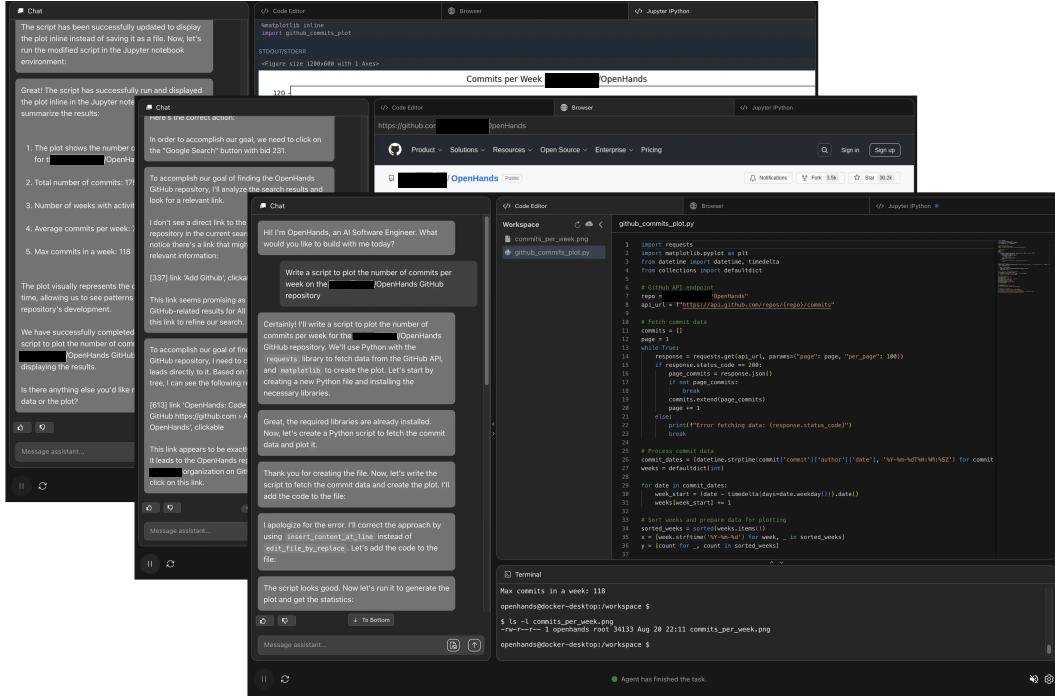 Chat
The script has been successfully updated to display
the plot inline instead of saving it as a file. Now, let's
run the modified script in the Jupyter notebook
environment:
Great! The script has successfully run and displayed
the plot inline in the Jupyter note
summarize the results:
1. The plot shows the number o
for t /OpenHa
2. Total number of commits: 17
3. Number of weeks with activit
4. Average commits per week:
5. Max commits in a week: 118
The plot visually represents the c
time, allowing us to see patterns
repository's development.
We have successfully completed
script to plot the number of com
/OpenHands GitHub
displaying the results.
Is there anything else you'd like m
data or the plot?
Message assistant...
Code Editor
Browser
Jupyter IPython
%matplotlib inline
import github_commits_plot
STDOUT/STDERR
<Figure size 1200x600 with 1 Axes>
Commits per Week /OpenHands
120
Chat
Here's the correct action:
In order to accomplish our goal, we need to click on
the "Google Search" button with bid 231.
To accomplish our goal of finding the OpenHands
GitHub repository, I'll analyze the search results and
look for a relevant link.
I don't see a direct link to the
repository in the current sear
notice there's a link that migh
relevant information:
[337] link 'Add Github', clickal
This link seems promising as
GitHub-related results for All
this link to refine our search.
To accomplish our goal of find
GitHub repository, I need to c
leads directly to it. Based on t
tree, I can see the following re
[613] link 'OpenHands: Code
GitHub https://github.com › A
OpenHands', clickable
This link appears to be exactl
It leads to the OpenHands rep
organization on Git
click on this link.
Message assistant...
Code Editor
Browser
Jupyter IPython
https://github.com OpenHands
Product
Solutions
Resources
Open Source
Enterprise
Pricing
Sign in
Sign up
/ OpenHands Public
Notifications
Fork 3.5k
Star 30.2k
Chat
Hi! I'm OpenHands, an AI Software Engineer. What
would you like to build with me today?
Write a script to plot the number of commits per
week on the /OpenHands GitHub
repository
Certainly! I'll write a script to plot the number of
commits per week for the /OpenHands
GitHub repository. We'll use Python with the
requests library to fetch data from the GitHub API,
and matplotlib to create the plot. Let's start by
creating a new Python file and installing the
necessary libraries.
Great, the required libraries are already installed.
Now, let's create a Python script to fetch the commit
data and plot it.
Thank you for creating the file. Now, let's write the
script to fetch the commit data and create the plot. I'll
add the code to the file:
I apologize for the error. I'll correct the approach by
using insert_content_at_line instead of
edit_file_by_replace. Let's add the code to the
file:
The script looks good. Now let's run it to generate the
plot and get the statistics:
To Bottom
Message assistant...
Code Editor
Browser
Jupyter IPython
Workspace
commits_per_week.png
github_commits_plot.py
github_commits_plot.py
1 import requests
2 import matplotlib.pyplot as plt
3 from datetime import datetime, timedelta
4 from collections import defaultdict
5
6 # GitHub API endpoint
7 repo = /OpenHands"
8 api_url = f"https://api.github.com/repos/{repo}/commits"
9
10 # Fetch commit data
11 commits = []
12 page = 1
13 while True:
14 response = requests.get(api_url, params={"page": page, "per_page": 100})
15 if response.status_code == 200:
16 page_commits = response.json()
17 if not page_commits:
18 break
19 commits.extend(page_commits)
20 page += 1
21 else:
22 print(f"Error fetching data: {response.status_code}")
23 break
24
25 # Process commit data
26 commit_dates = [datetime.strptime(commit['commit']['author']['date'], '%Y-%m-%dT%H:%M:%SZ') for commit
27 weeks = defaultdict(int)
28
29 for date in commit_dates:
30 week_start = (date - timedelta(days=date.weekday())).date()
31 weeks[week_start] += 1
32
33 # Sort weeks and prepare data for plotting
34 sorted_weeks = sorted(weeks.items())
35 x = [week.strftime('%Y-%m-%d') for week, _ in sorted_weeks]
36 y = [count for _, count in sorted_weeks]
37
Terminal
Max commits in a week: 118
openhands@docker-desktop:/workspace $
$ ls -l commits_per_week.png
-rw-r--r-- 1 openhands root 34133 Aug 20 22:11 commits_per_week.png
openhands@docker-desktop:/workspace $
Agent has finished the task.